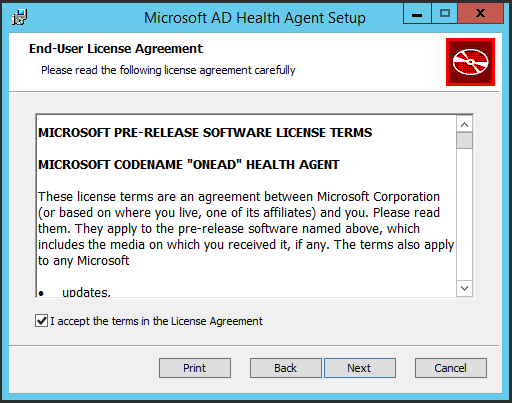 Microsoft AD Health Agent Setup
End-User License Agreement
Please read the following license agreement carefully
MICROSOFT PRE-RELEASE SOFTWARE LICENSE TERMS
MICROSOFT CODENAME "ONEAD" HEALTH AGENT
These license terms are an agreement between Microsoft Corporation
(or based on where you live, one of its affiliates) and you. Please read
them. They apply to the pre-release software named above, which
includes the media on which you received it, if any. The terms also apply
to any Microsoft
• updates,
I accept the terms in the License Agreement
Print Back Next Cancel